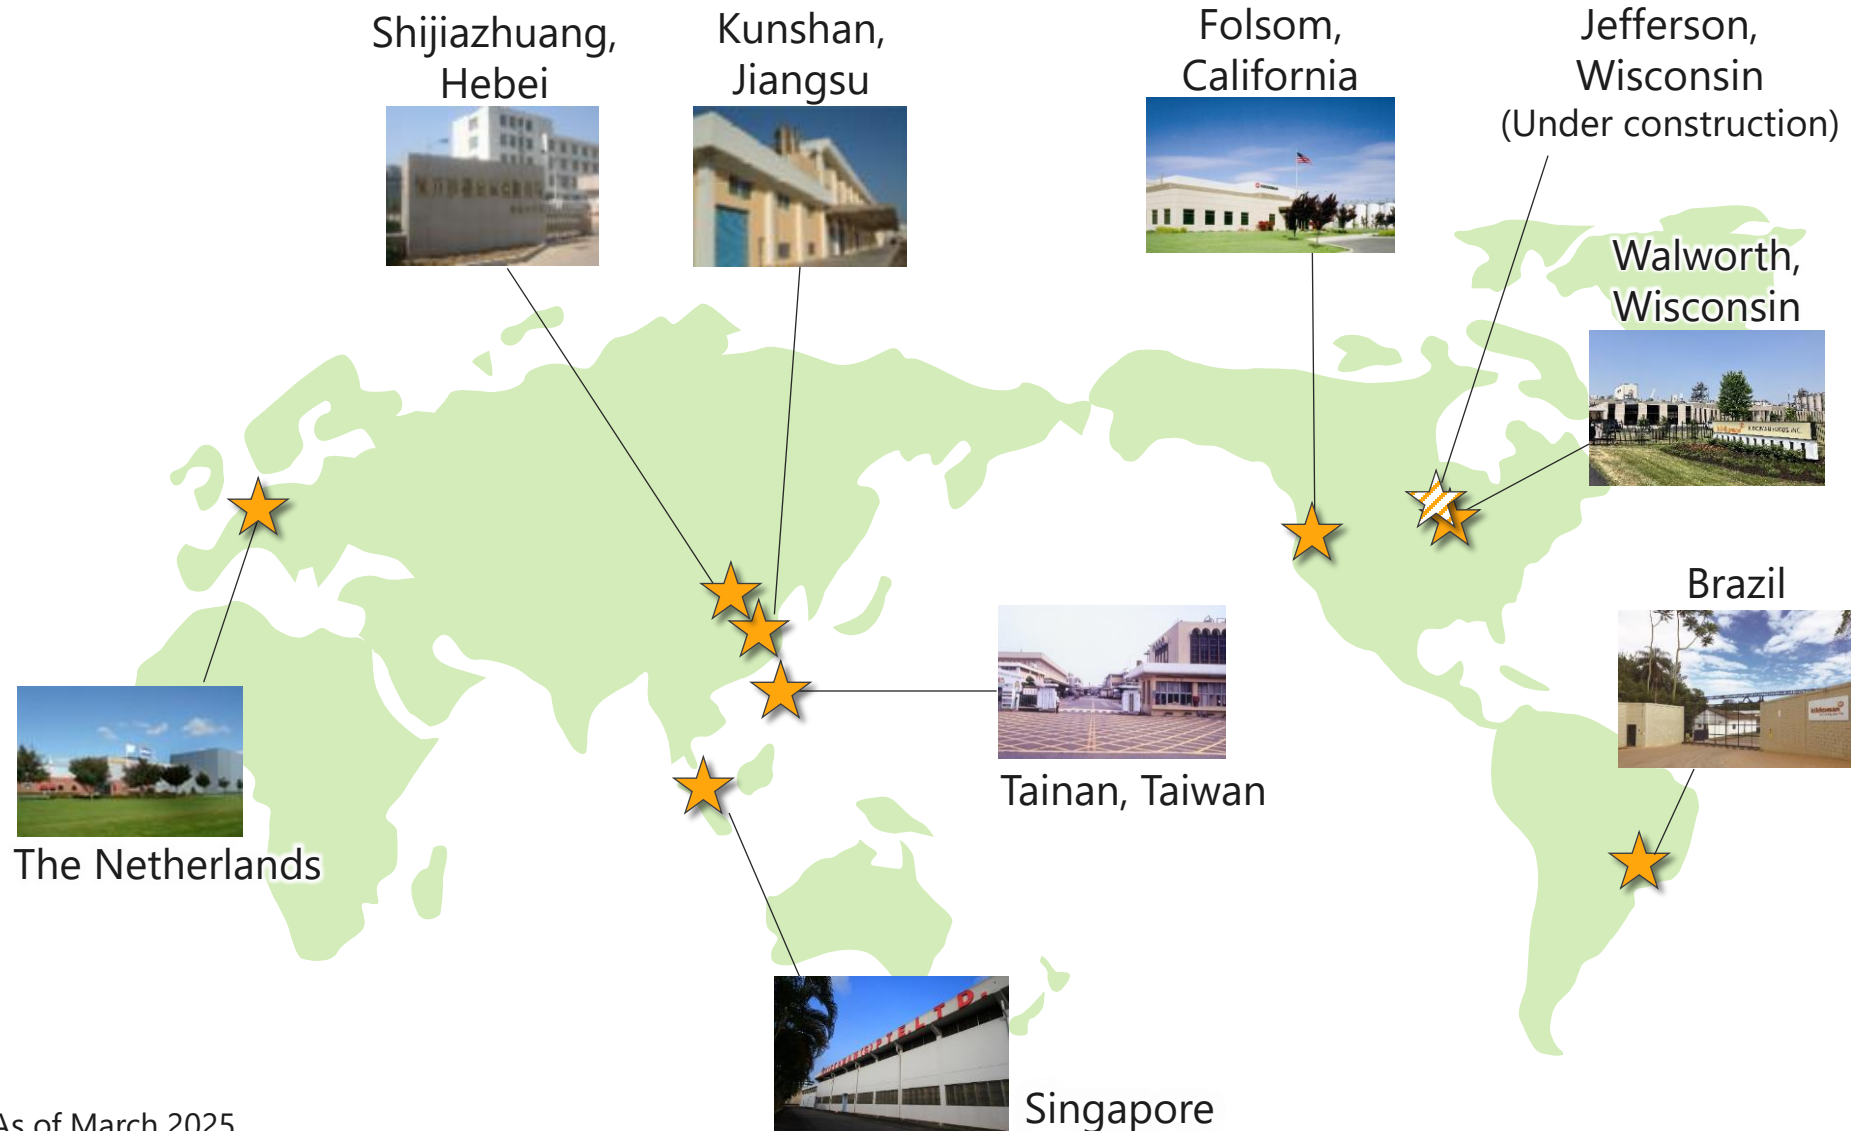 Shijiazhuang,
Hebei
Kunshan,
Jiangsu
Folsom,
California
Jefferson,
Wisconsin
(Under construction)
Walworth,
Wisconsin
Brazil
Tainan, Taiwan
The Netherlands
Singapore
As of March 2025